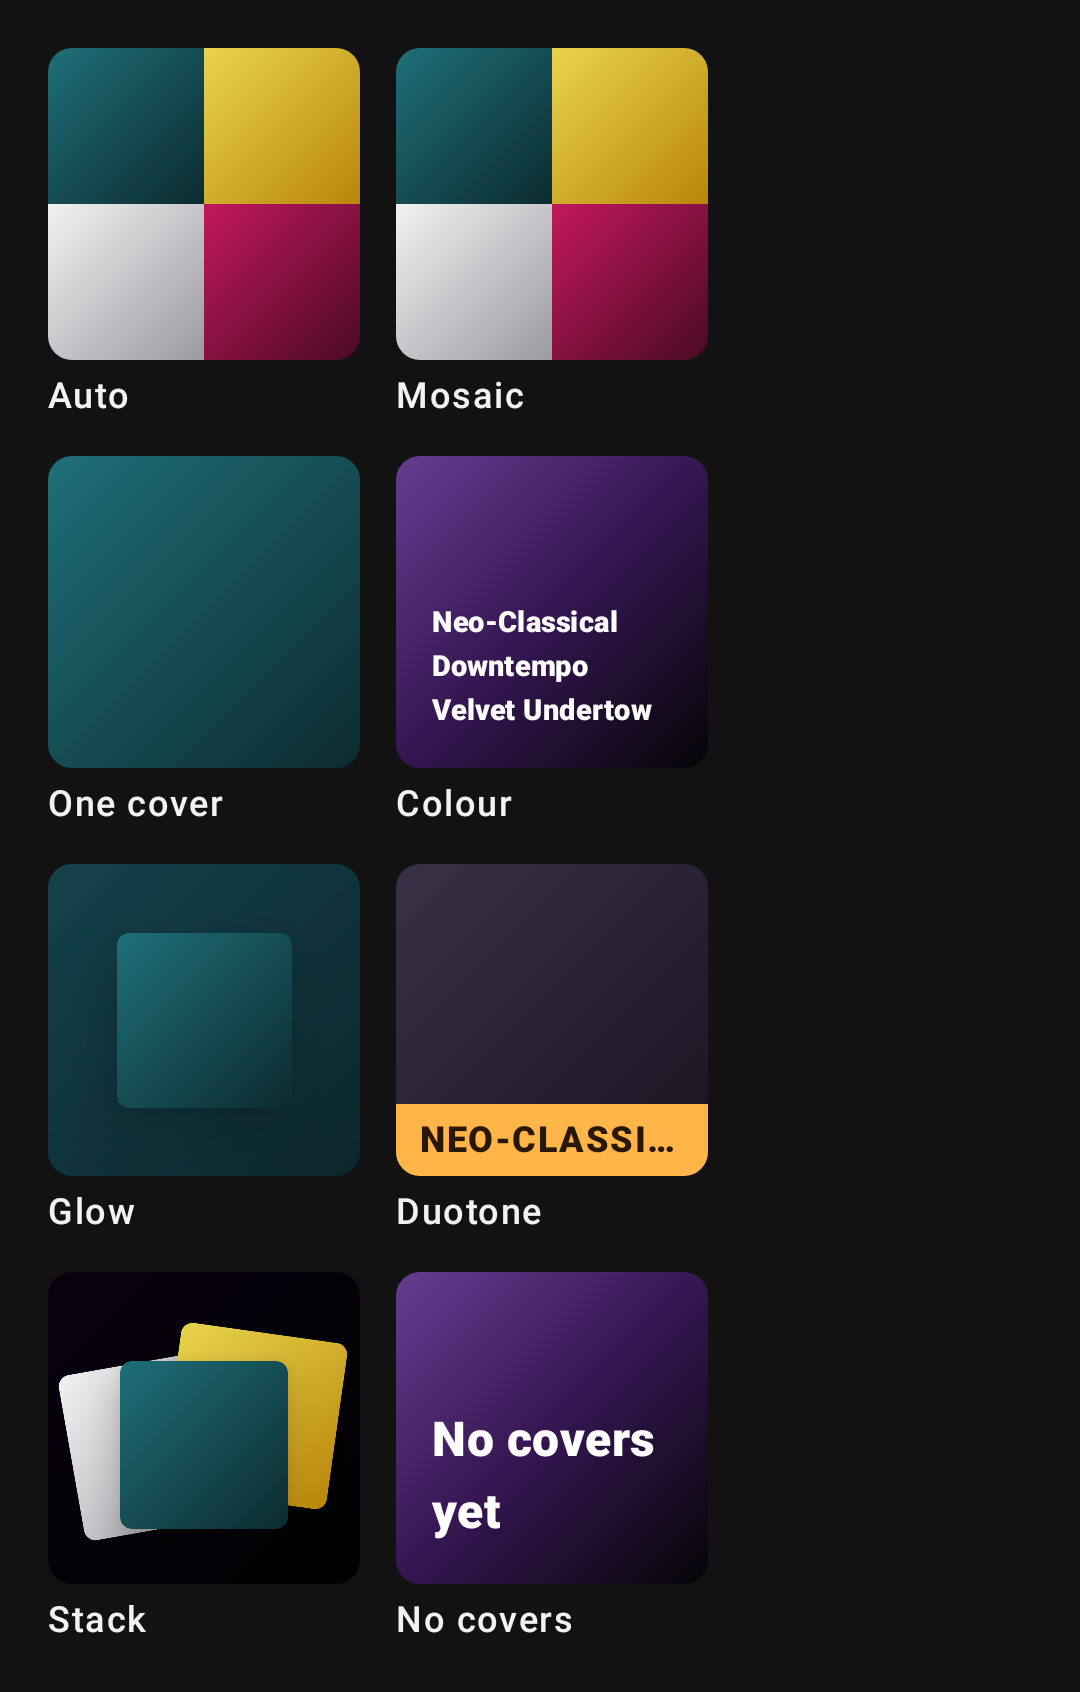 Auto
Mosaic
Neo-Classical
Downtempo
Velvet Undertow
One cover
Colour
NEO-CLASSI…
Glow
Duotone
No covers
yet
Stack
No covers